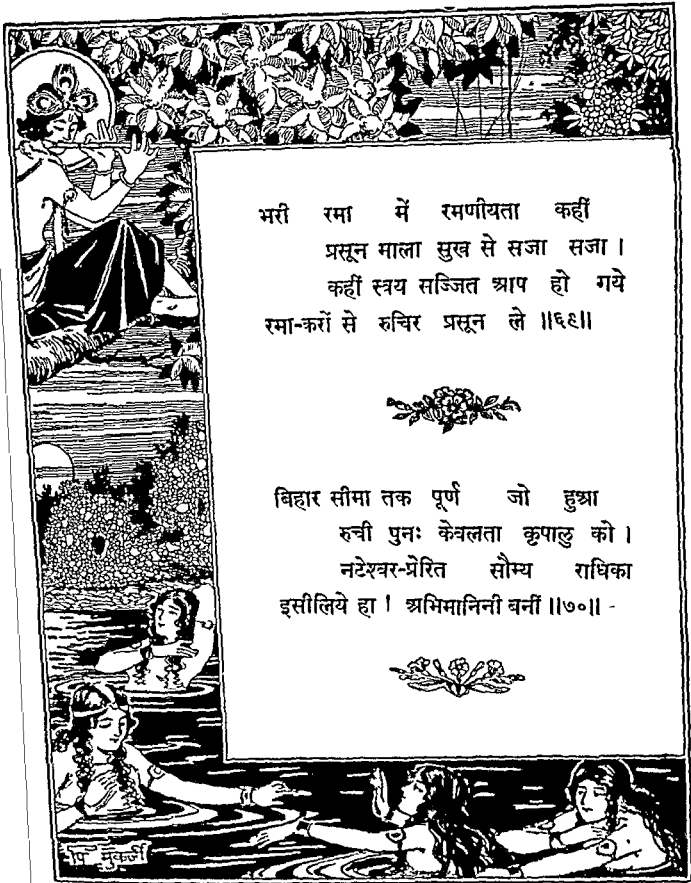 भरी रमा में रमणीयता कहीं
प्रसून माला सुख से सजा सजा ।
कहीं स्वय सज्जित आप हो गये
रमा-करों से रुचिर प्रसून ले ॥६९॥
बिहार सीमा तक पूर्ण जो हुआ
रुची पुनः केवलता कृपालु को ।
नटेश्वर-प्रेरित सौम्य राधिका
इसीलिये हा ! अभिमानिनी बनीं ॥७०॥
पि मुकर्जी